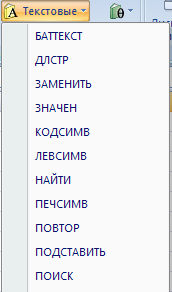 Текстовые
БАТТЕКСТ
ДЛСТР
ЗАМЕНИТЬ
ЗНАЧЕН
КОДСИМВ
ЛЕВСИМВ
НАЙТИ
ПЕЧСИМВ
ПОВТОР
ПОДСТАВИТЬ
ПОИСК